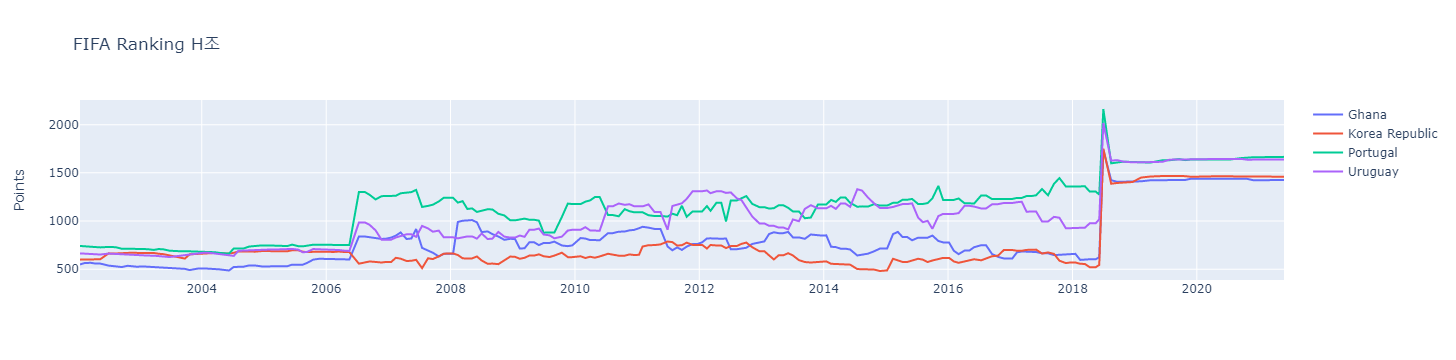 FIFA Ranking H조
Points
2000
1500
1000
500
2004 2006 2008 2010 2012 2014 2016 2018 2020
Ghana
Korea Republic
Portugal
Uruguay